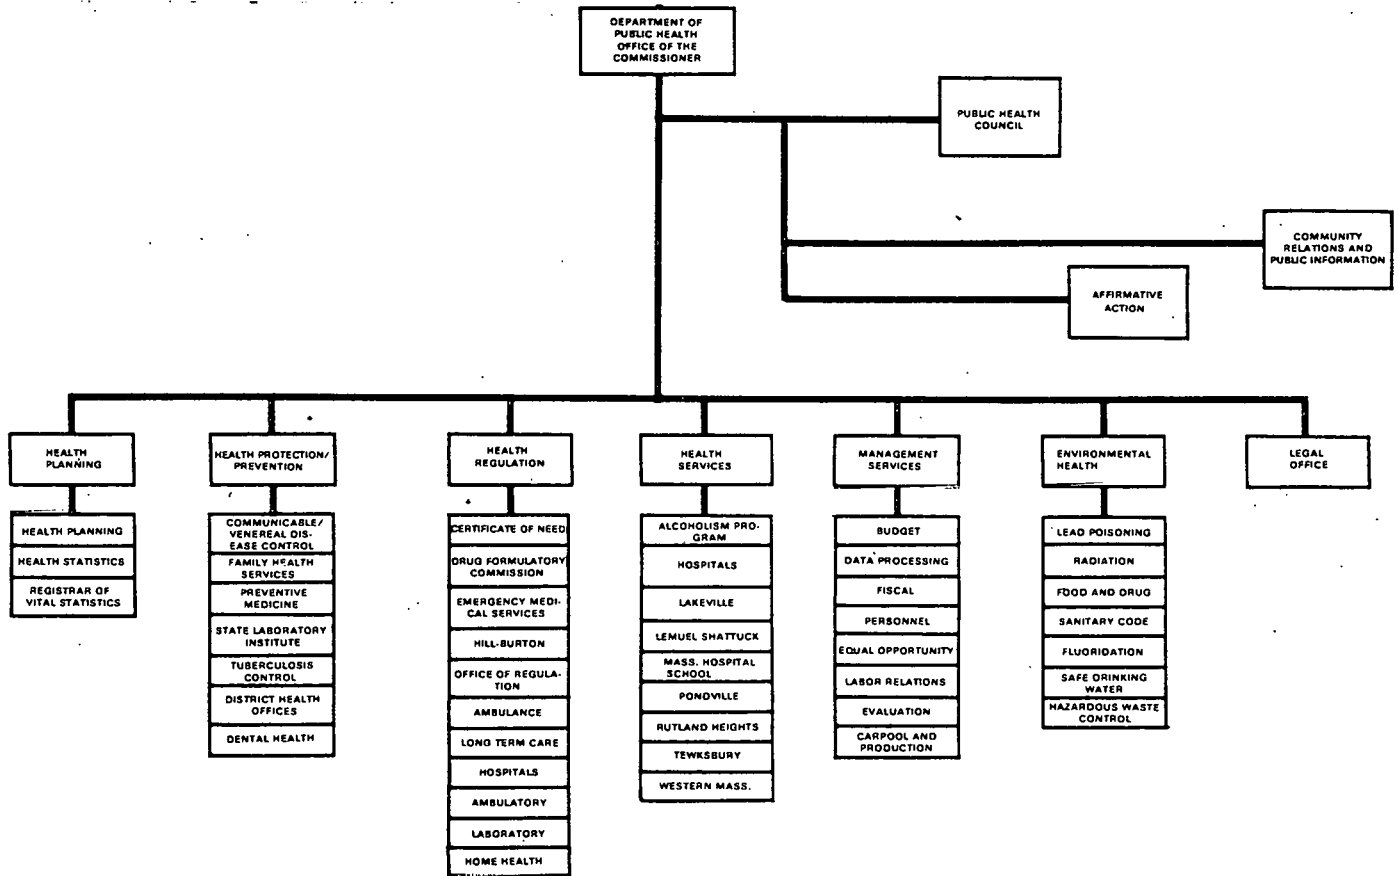 DEPARTMENT OF
PUBLIC HEALTH
OFFICE OF THE
COMMISSIONER
PUBLIC HEALTH
COUNCIL
COMMUNITY
RELATIONS AND
PUBLIC INFORMATION
AFFIRMATIVE
ACTION
HEALTH
PLANNING
HEALTH PLANNING
HEALTH STATISTICS
REGISTRAR OF
VITAL STATISTICS
HEALTH PROTECTION/
PREVENTION
COMMUNICABLE/
VENEREAL DIS-
EASE CONTROL
FAMILY HEALTH
SERVICES
PREVENTIVE
MEDICINE
STATE LABORATORY
INSTITUTE
TUBERCULOSIS
CONTROL
DISTRICT HEALTH
OFFICES
DENTAL HEALTH
HEALTH
REGULATION
CERTIFICATE OF NEED
DRUG FORMULATORY
COMMISSION
EMERGENCY MEDI-
CAL SERVICES
HILL-BURTON
OFFICE OF REGULA-
TION
AMBULANCE
LONG TERM CARE
HOSPITALS
AMBULATORY
LABORATORY
HOME HEALTH
HEALTH
SERVICES
ALCOHOLISM PRO-
GRAM
HOSPITALS
LAKEVILLE
LEMUEL SHATTUCK
MASS. HOSPITAL
SCHOOL
PONDVILLE
RUTLAND HEIGHTS
TEWKSBURY
WESTERN MASS.
MANAGEMENT
SERVICES
BUDGET
DATA PROCESSING
FISCAL
PERSONNEL
EQUAL OPPORTUNITY
LABOR RELATIONS
EVALUATION
CARPOOL AND
PRODUCTION
ENVIRONMENTAL
HEALTH
LEAD POISONING
RADIATION
FOOD AND DRUG
SANITARY CODE
FLUORIDATION
SAFE DRINKING
WATER
HAZARDOUS WASTE
CONTROL
LEGAL
OFFICE